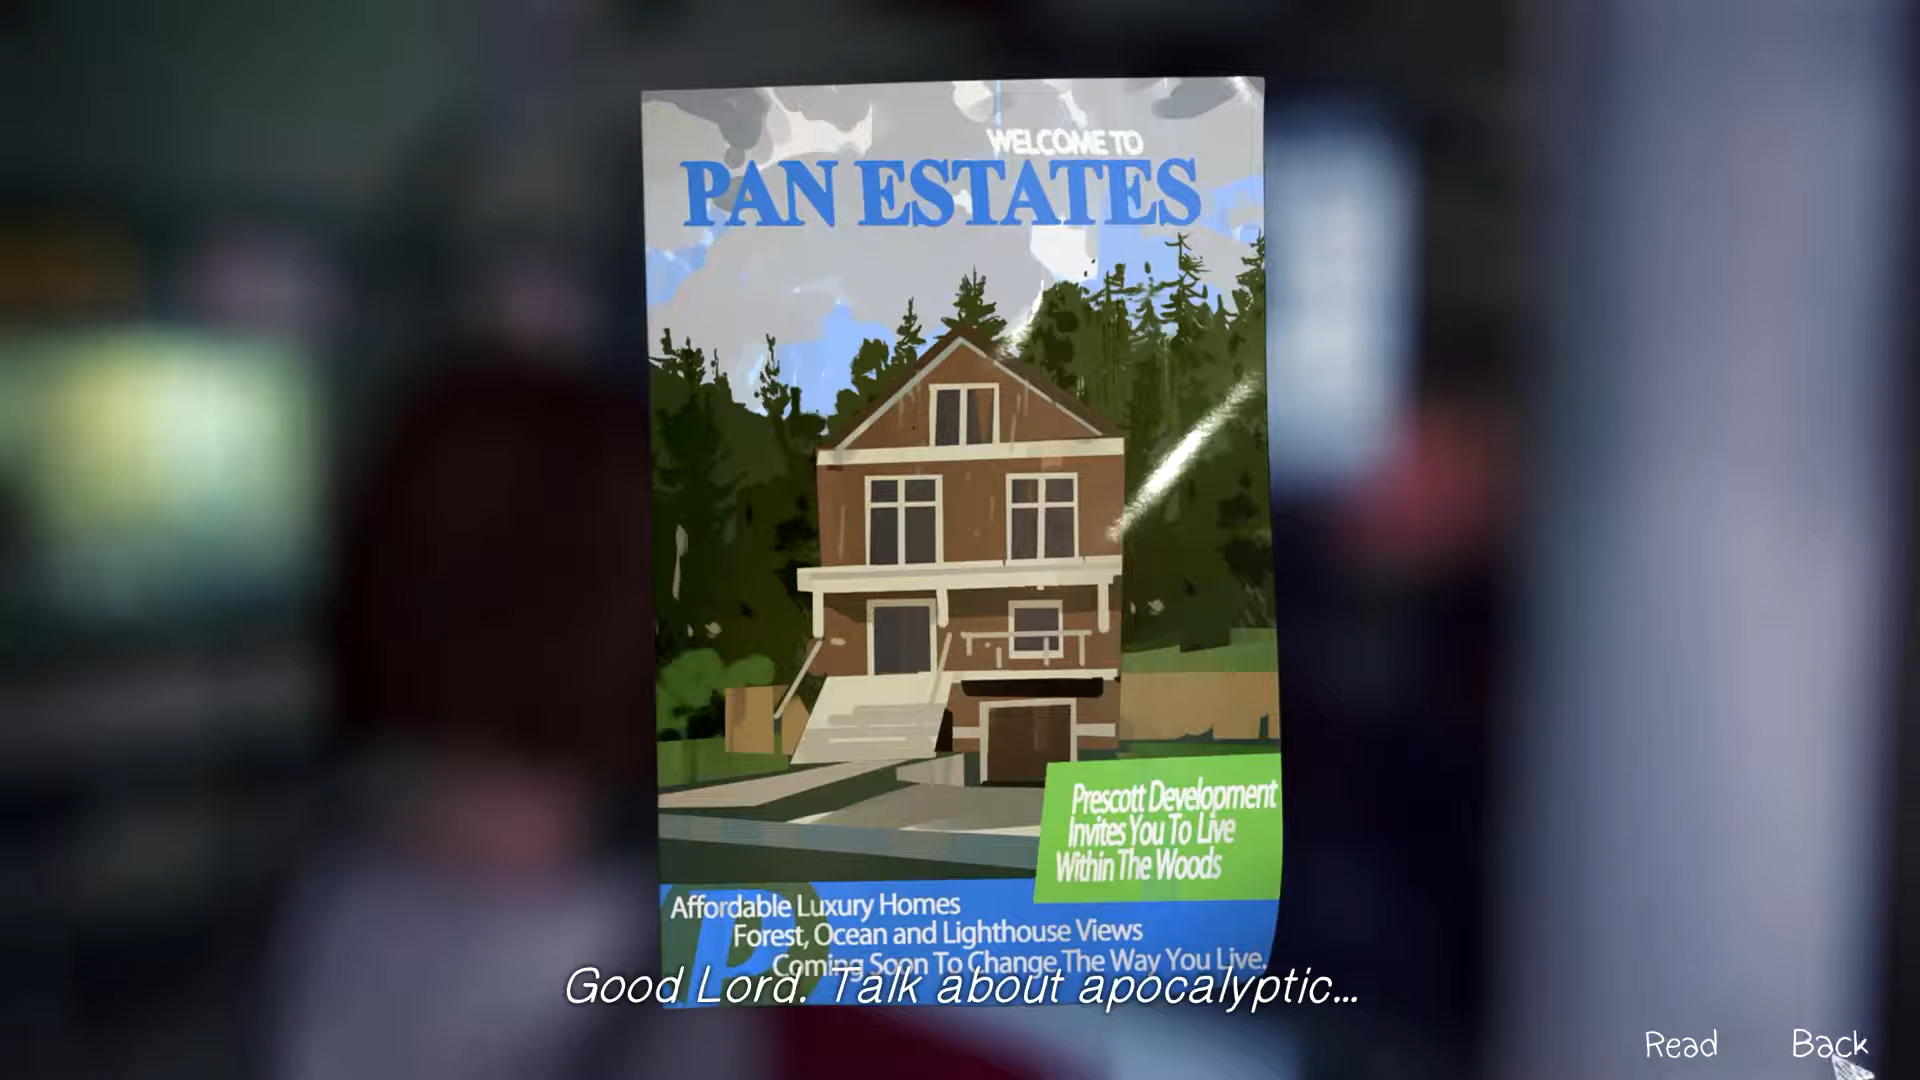 WELCOME TO
PAN ESTATES
Prescott Development
Invites You To Live
Within The Woods
Affordable Luxury Homes
Forest, Ocean and Lighthouse Views
Coming Soon To Change The Way You Live.
P
Good Lord. Talk about apocalyptic...
Read
Back